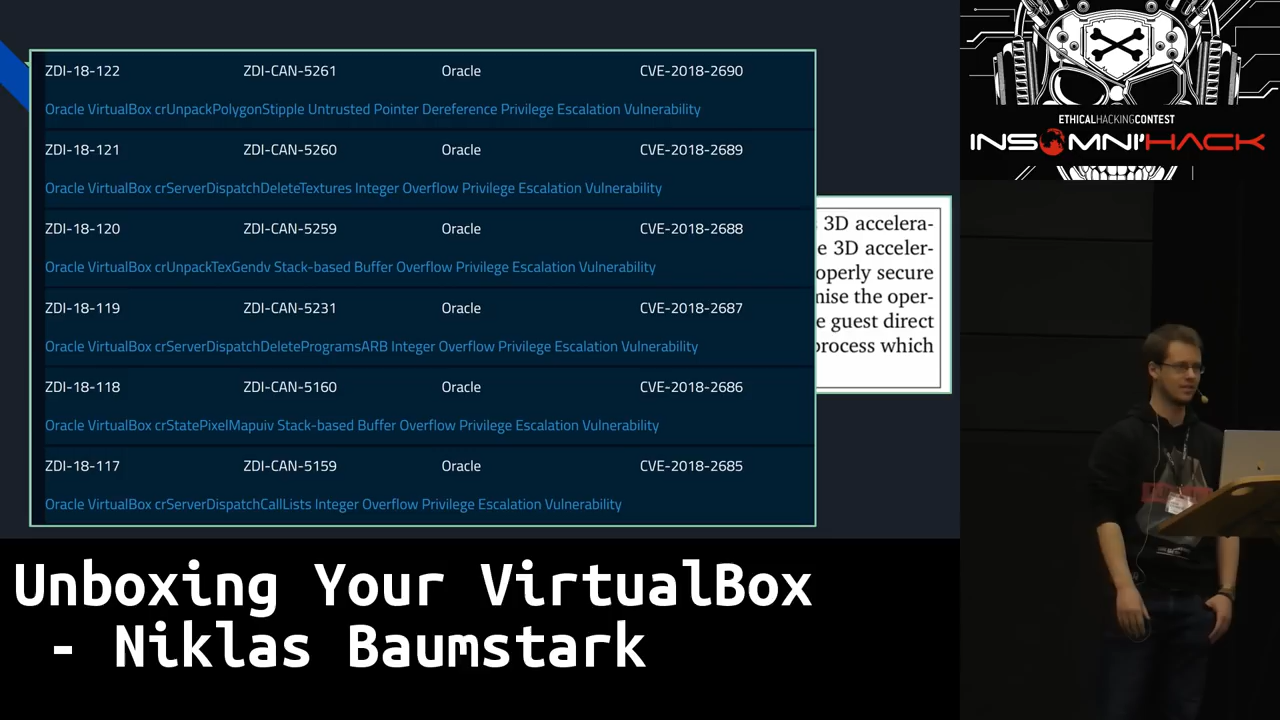 ZDI-18-122 ZDI-CAN-5261 Oracle CVE-2018-2690
Oracle VirtualBox crUnpackPolygonStipple Untrusted Pointer Dereference Privilege Escalation Vulnerability
ZDI-18-121 ZDI-CAN-5260 Oracle CVE-2018-2689
Oracle VirtualBox crServerDispatchDeleteTextures Integer Overflow Privilege Escalation Vulnerability
ZDI-18-120 ZDI-CAN-5259 Oracle CVE-2018-2688
Oracle VirtualBox crUnpackTexGendv Stack-based Buffer Overflow Privilege Escalation Vulnerability
ZDI-18-119 ZDI-CAN-5231 Oracle CVE-2018-2687
Oracle VirtualBox crServerDispatchDeleteProgramsARB Integer Overflow Privilege Escalation Vulnerability
ZDI-18-118 ZDI-CAN-5160 Oracle CVE-2018-2686
Oracle VirtualBox crStatePixelMapuiv Stack-based Buffer Overflow Privilege Escalation Vulnerability
ZDI-18-117 ZDI-CAN-5159 Oracle CVE-2018-2685
Oracle VirtualBox crServerDispatchCallLists Integer Overflow Privilege Escalation Vulnerability
3D accelera-
e 3D acceler-
operly secure
mise the oper-
e guest direct
process which
ETHICALHACKINGCONTEST
INSOMNI'HACK
Unboxing Your VirtualBox
- Niklas Baumstark